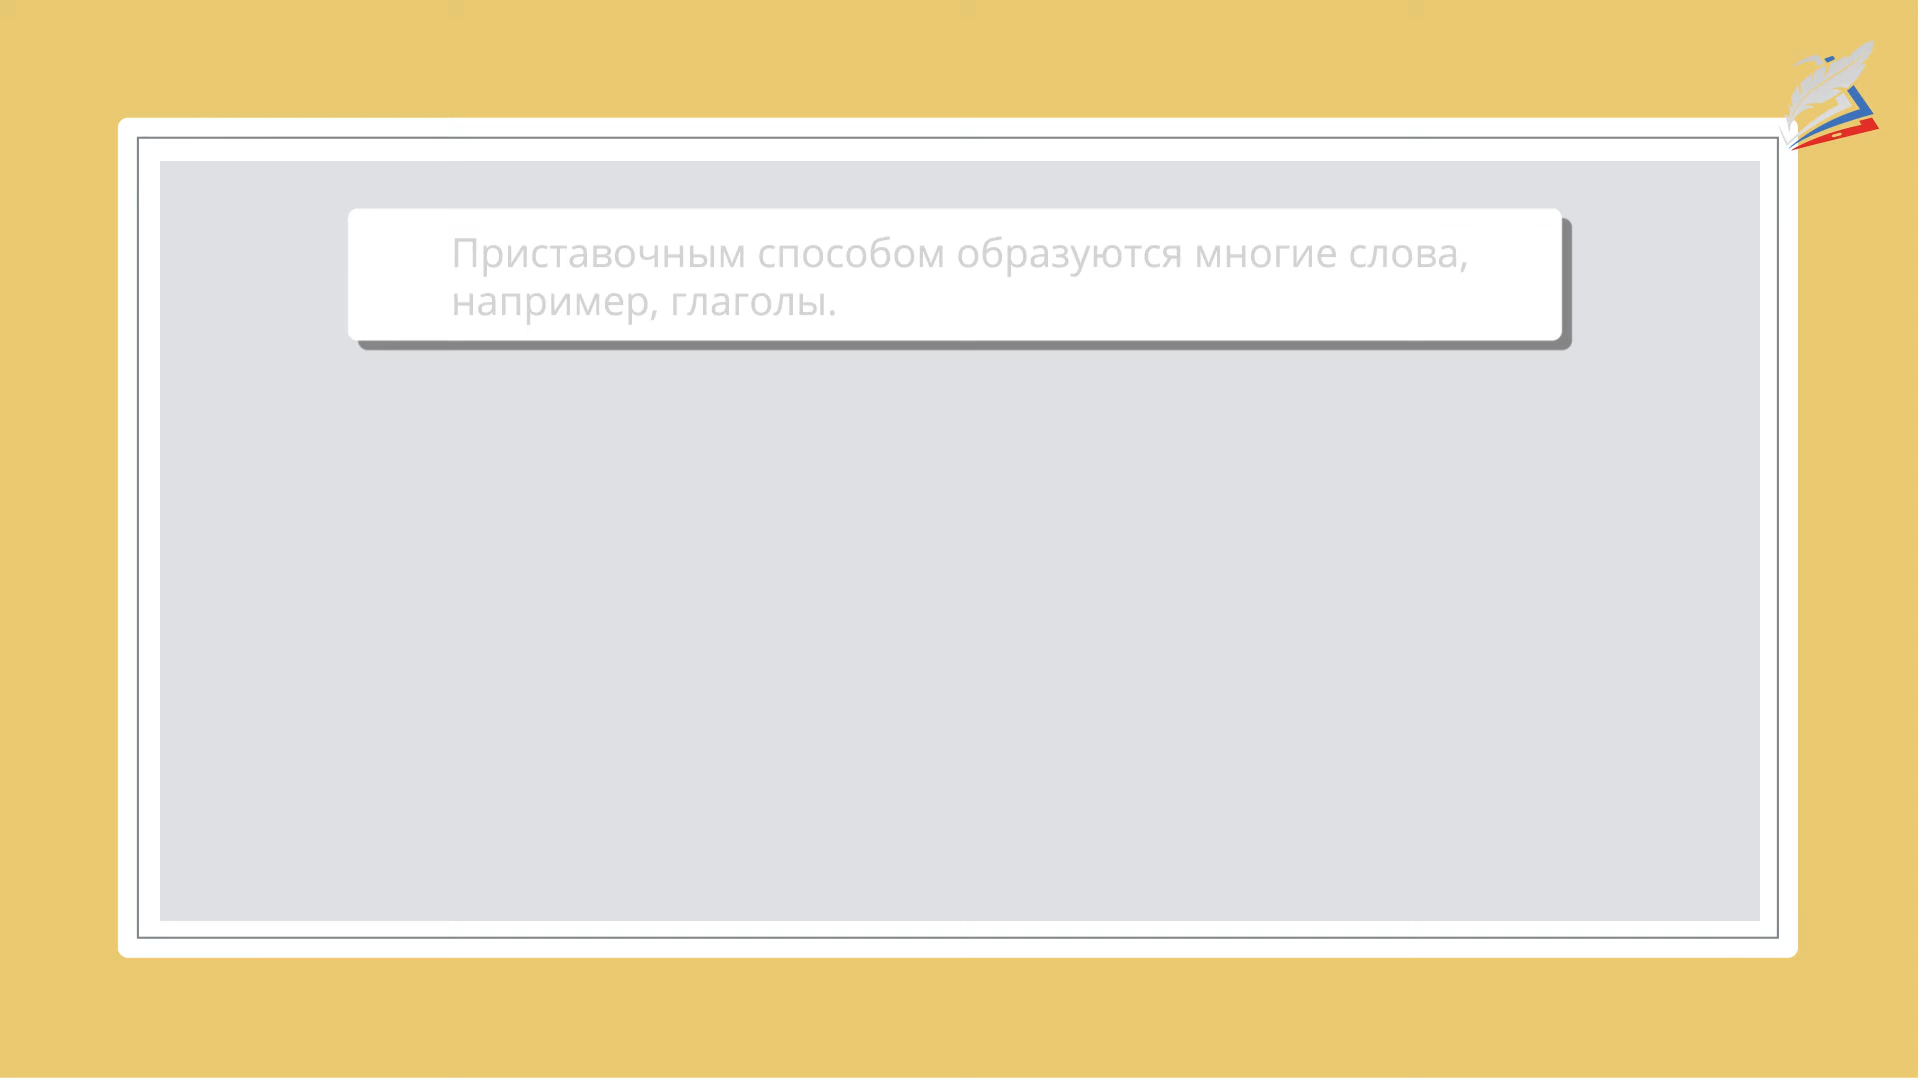 Приставочным способом образуются многие слова,
например, глаголы.